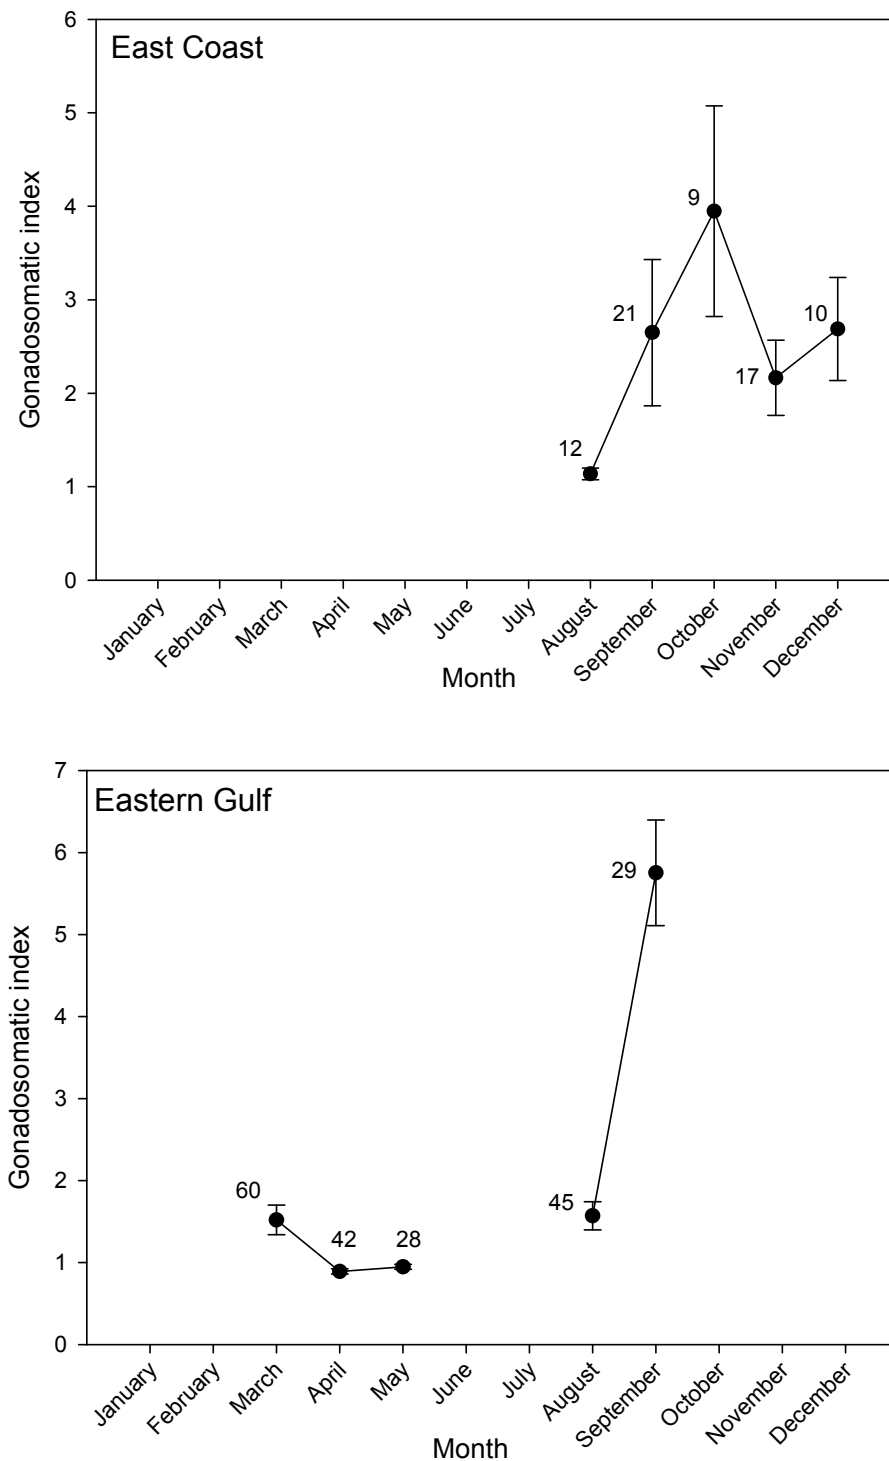 East Coast
Gonadosomatic index
6
5
4
3
2
1
0
12
21
9
17
10
January
February
March
April
May
June
July
August
September
October
November
December
Month
Eastern Gulf
Gonadosomatic index
7
6
5
4
3
2
1
0
60
42
28
45
29
January
February
March
April
May
June
July
August
September
October
November
December
Month